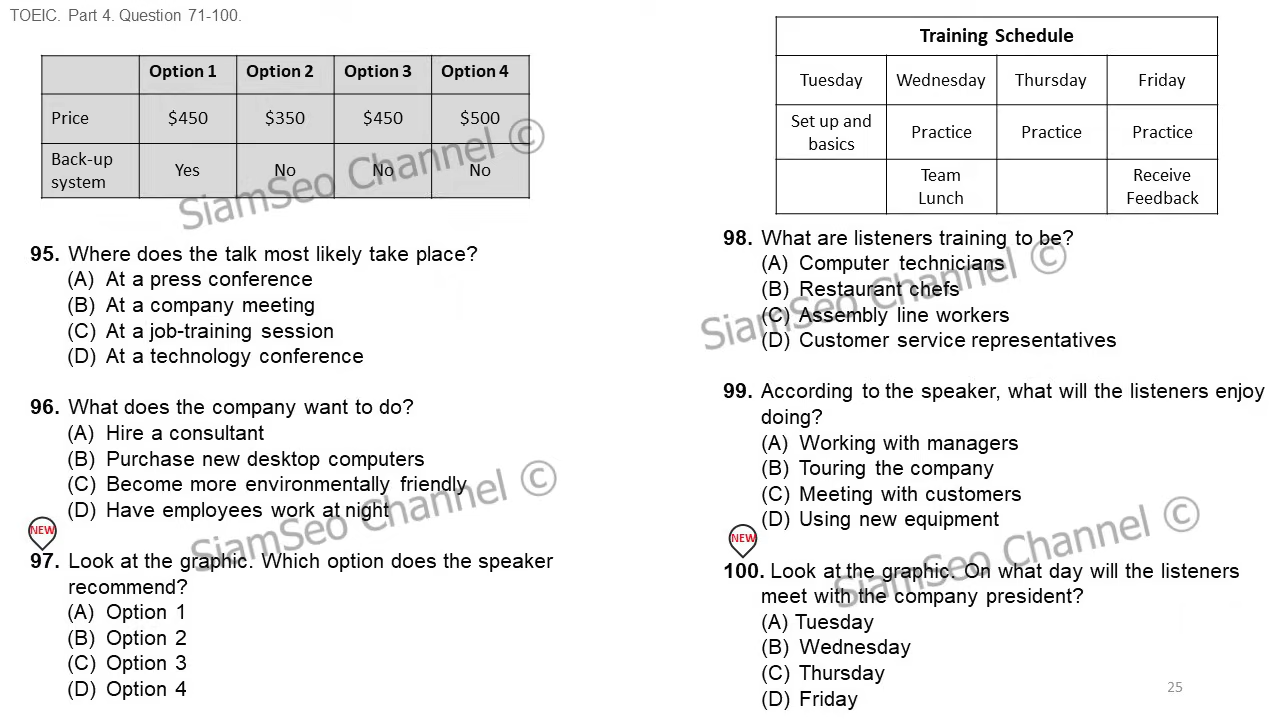 TOEIC. Part 4. Question 71-100.
Option 1 Option 2 Option 3 Option 4
Price $450 $350 $450 $500
Back-up system Yes No No No
SiamSeo Channel ©
95. Where does the talk most likely take place?
(A) At a press conference
(B) At a company meeting
(C) At a job-training session
(D) At a technology conference
96. What does the company want to do?
(A) Hire a consultant
(B) Purchase new desktop computers
(C) Become more environmentally friendly
(D) Have employees work at night
SiamSeo Channel ©
NEW
97. Look at the graphic. Which option does the speaker
recommend?
(A) Option 1
(B) Option 2
(C) Option 3
(D) Option 4
Training Schedule
Tuesday Wednesday Thursday Friday
Set up and basics Practice Practice Practice
Team Lunch Receive Feedback
98. What are listeners training to be?
(A) Computer technicians
(B) Restaurant chefs
(C) Assembly line workers
(D) Customer service representatives
SiamSeo Channel ©
99. According to the speaker, what will the listeners enjoy
doing?
(A) Working with managers
(B) Touring the company
(C) Meeting with customers
(D) Using new equipment
NEW
SiamSeo Channel ©
100. Look at the graphic. On what day will the listeners
meet with the company president?
(A) Tuesday
(B) Wednesday
(C) Thursday
(D) Friday
25